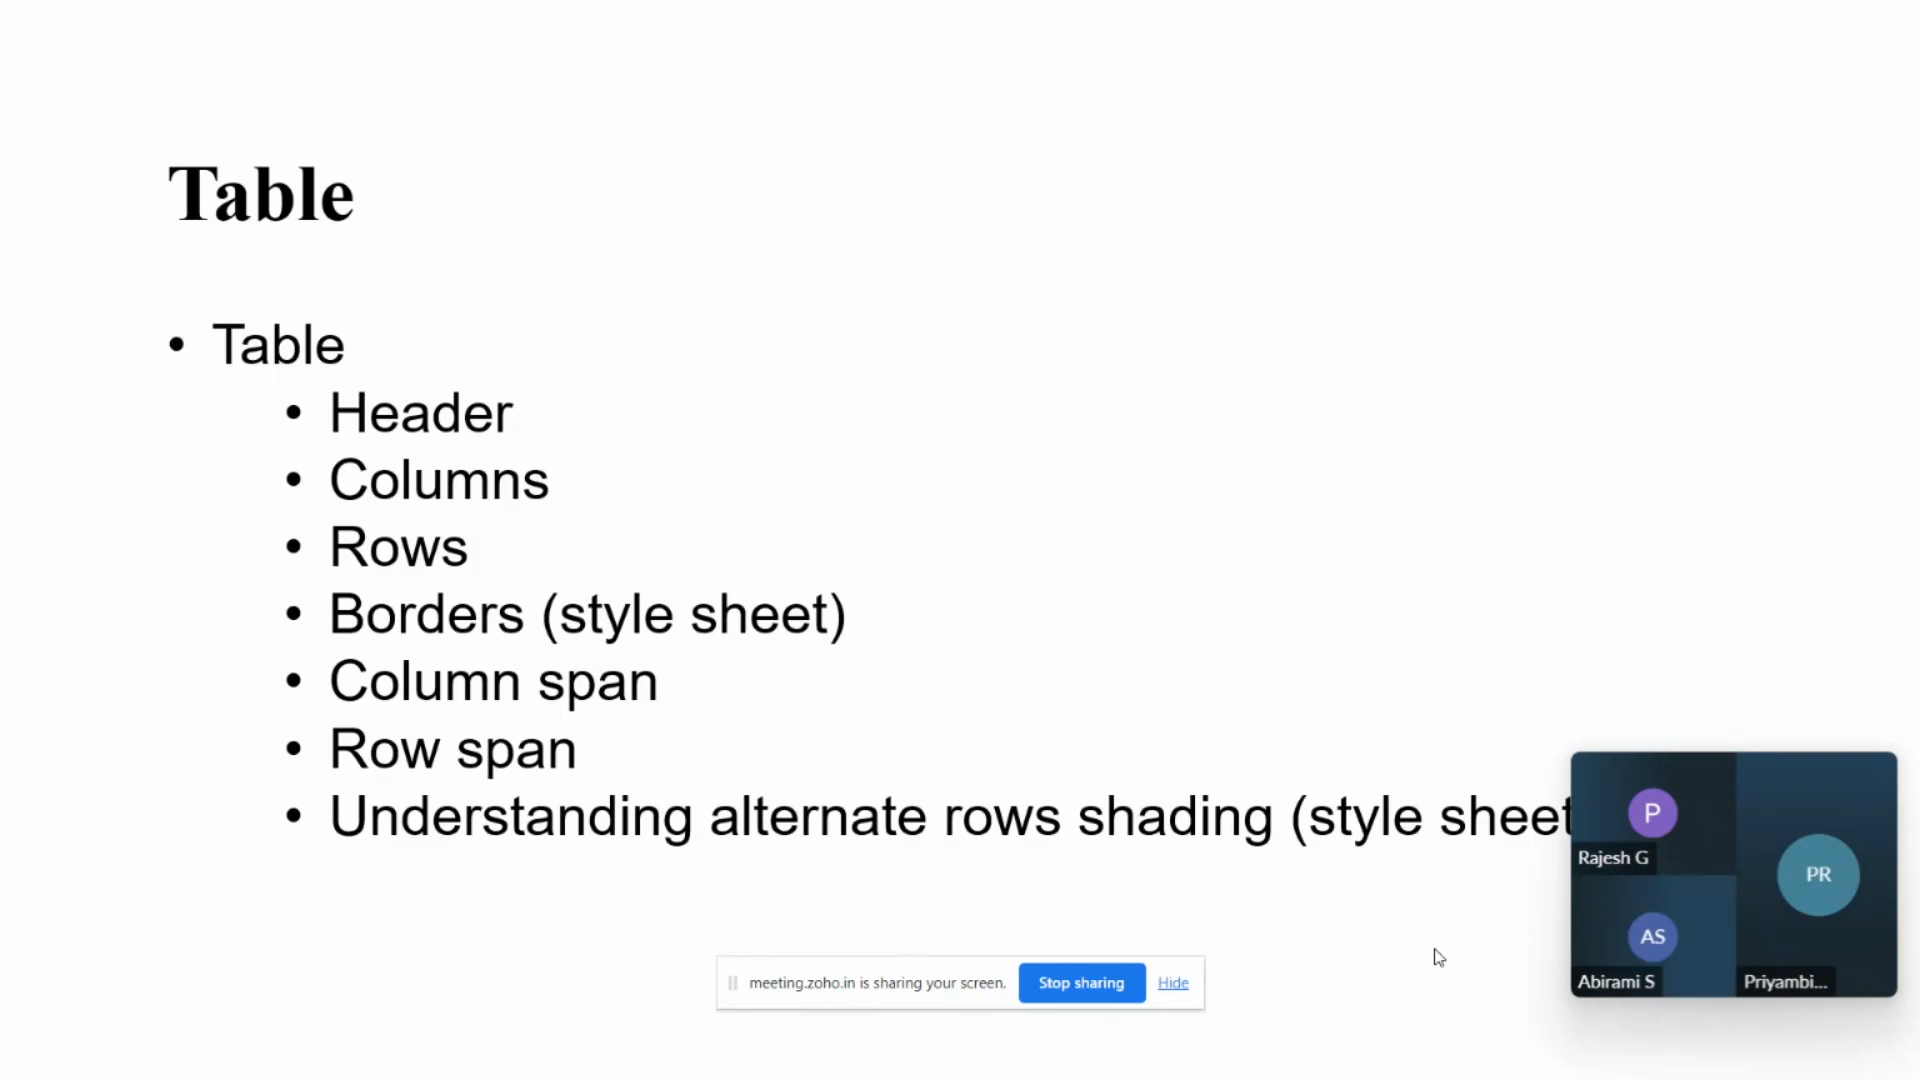 Table
• Table
• Header
• Columns
• Rows
• Borders (style sheet)
• Column span
• Row span
• Understanding alternate rows shading (style sheet
P
Rajesh G
PR
AS
Abirami S
Priyambi...
meeting.zoho.in is sharing your screen.
Stop sharing
Hide